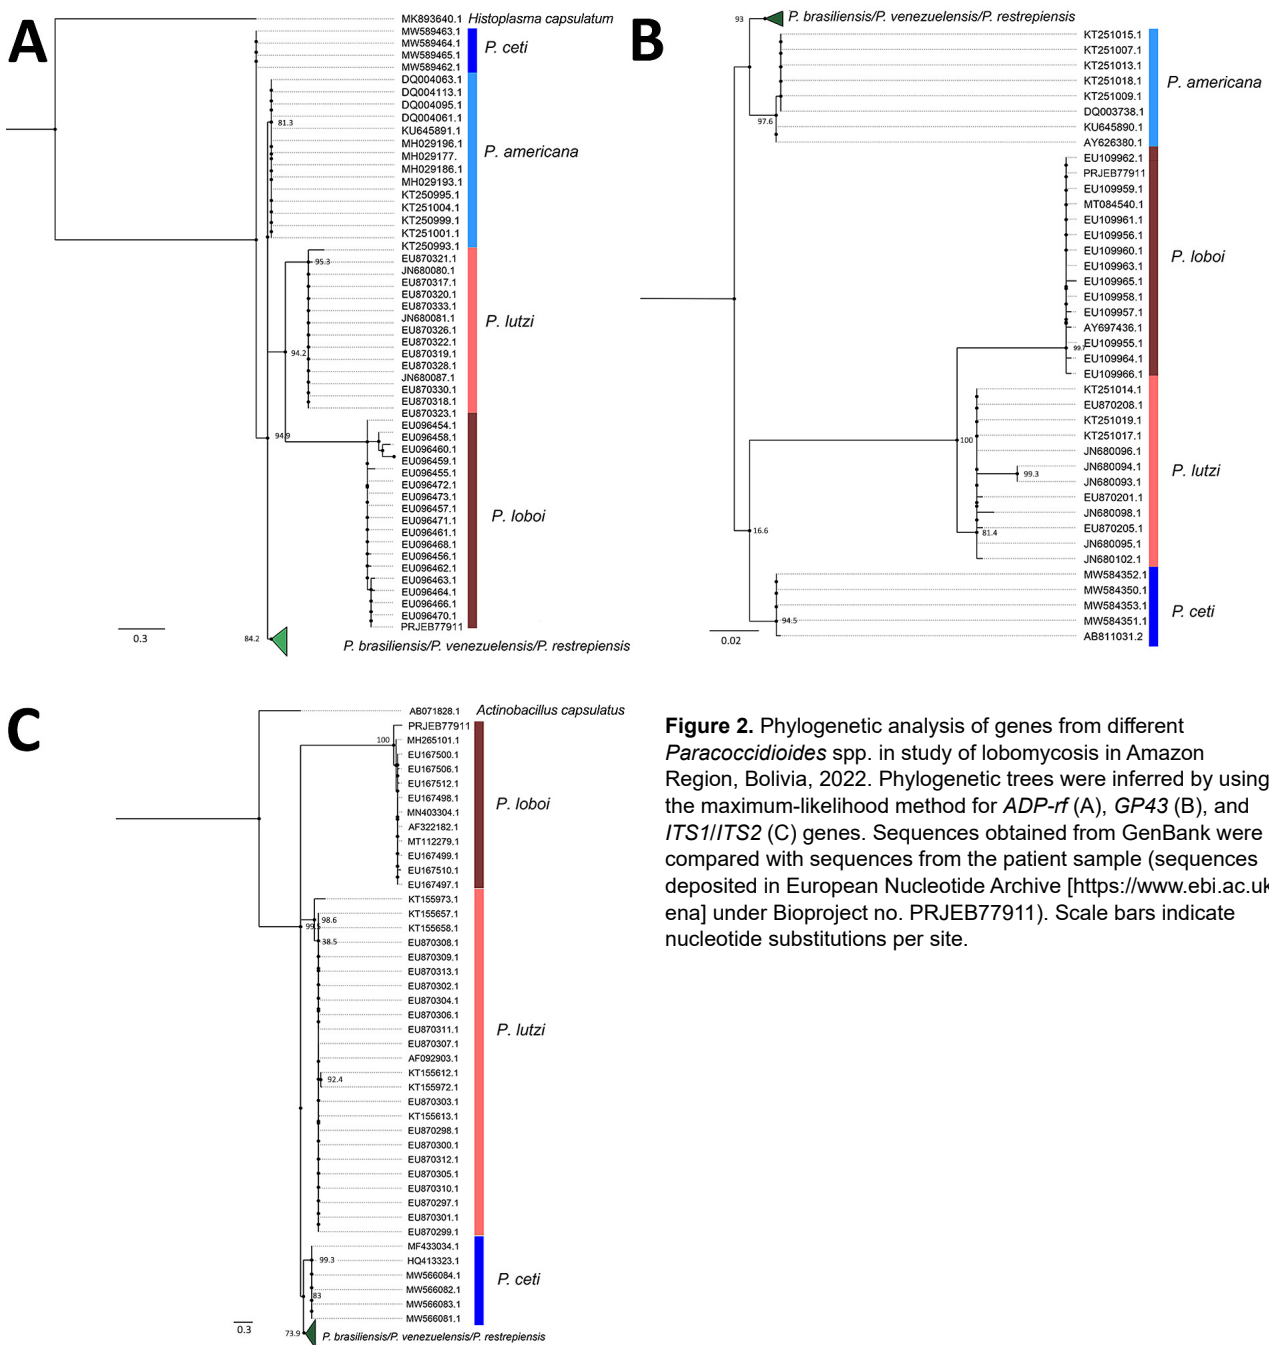 A
MK893640.1 Histoplasma capsulatum
MW589463.1
MW589464.1
MW589465.1
MW589462.1
P. ceti
DQ004063.1
DQ004113.1
DQ004095.1
DQ004061.1
81.3
KU645891.1
MH029196.1
MH029177.
MH029186.1
MH029193.1
KT250995.1
KT251004.1
KT250999.1
KT251001.1
KT250993.1
P. americana
EU870321.1
95.3
JN680080.1
EU870317.1
EU870320.1
EU870333.1
JN680081.1
EU870326.1
EU870322.1
EU870319.1
94.2
EU870328.1
JN680087.1
EU870330.1
EU870318.1
EU870323.1
P. lutzi
EU096454.1
94.9
EU096458.1
EU096460.1
EU096459.1
EU096455.1
EU096472.1
EU096473.1
EU096457.1
EU096471.1
EU096461.1
EU096468.1
EU096456.1
EU096462.1
EU096463.1
EU096464.1
EU096466.1
EU096470.1
PRJEB77911
P. loboi
0.3
84.2
P. brasiliensis/P. venezuelensis/P. restrepiensis
B
93
P. brasiliensis/P. venezuelensis/P. restrepiensis
KT251015.1
KT251007.1
KT251013.1
KT251018.1
KT251009.1
DQ003738.1
97.6
KU645890.1
AY626380.1
P. americana
EU109962.1
PRJEB77911
EU109959.1
MT084540.1
EU109961.1
EU109956.1
EU109960.1
EU109963.1
EU109965.1
EU109958.1
EU109957.1
AY697436.1
EU109955.1
EU109964.1
EU109966.1
P. loboi
KT251014.1
EU870208.1
KT251019.1
KT251017.1
100
JN680096.1
JN680094.1
99.3
JN680093.1
EU870201.1
JN680098.1
EU870205.1
81.4
JN680095.1
JN680102.1
P. lutzi
16.6
MW584352.1
MW584350.1
MW584353.1
MW584351.1
94.5
AB811031.2
P. ceti
0.02
C
AB071828.1 Actinobacillus capsulatus
PRJEB77911
100
MH265101.1
EU167500.1
EU167506.1
EU167512.1
EU167498.1
MN403304.1
AF322182.1
MT112279.1
EU167499.1
EU167510.1
EU167497.1
P. loboi
KT155973.1
KT155657.1
98.6
KT155658.1
38.5
EU870308.1
EU870309.1
EU870313.1
EU870302.1
EU870304.1
EU870306.1
EU870311.1
EU870307.1
AF092903.1
KT155612.1
92.4
KT155972.1
EU870303.1
KT155613.1
EU870298.1
EU870300.1
EU870312.1
EU870305.1
EU870310.1
EU870297.1
EU870301.1
EU870299.1
P. lutzi
MF433034.1
99.3
HQ413323.1
MW566084.1
MW566082.1
83
MW566083.1
MW566081.1
P. ceti
0.3
73.9
P. brasiliensis/P. venezuelensis/P. restrepiensis
Figure 2. Phylogenetic analysis of genes from different
Paracoccidioides spp. in study of lobomycosis in Amazon
Region, Bolivia, 2022. Phylogenetic trees were inferred by using
the maximum-likelihood method for ADP-rf (A), GP43 (B), and
ITS1/ITS2 (C) genes. Sequences obtained from GenBank were
compared with sequences from the patient sample (sequences
deposited in European Nucleotide Archive [https://www.ebi.ac.uk
ena] under Bioproject no. PRJEB77911). Scale bars indicate
nucleotide substitutions per site.